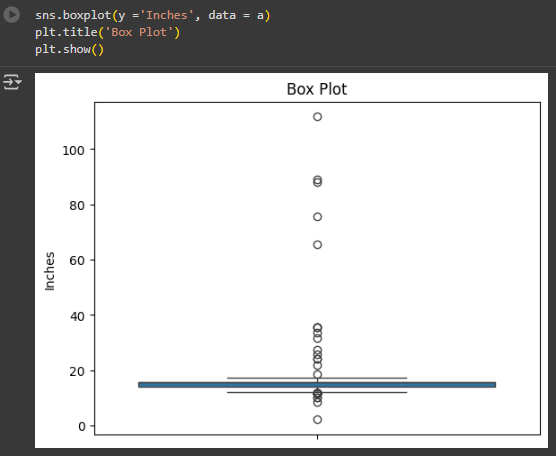 sns.boxplot(y ='Inches', data = a)
plt.title('Box Plot')
plt.show()
Box Plot
100
80
60
40
20
0
Inches